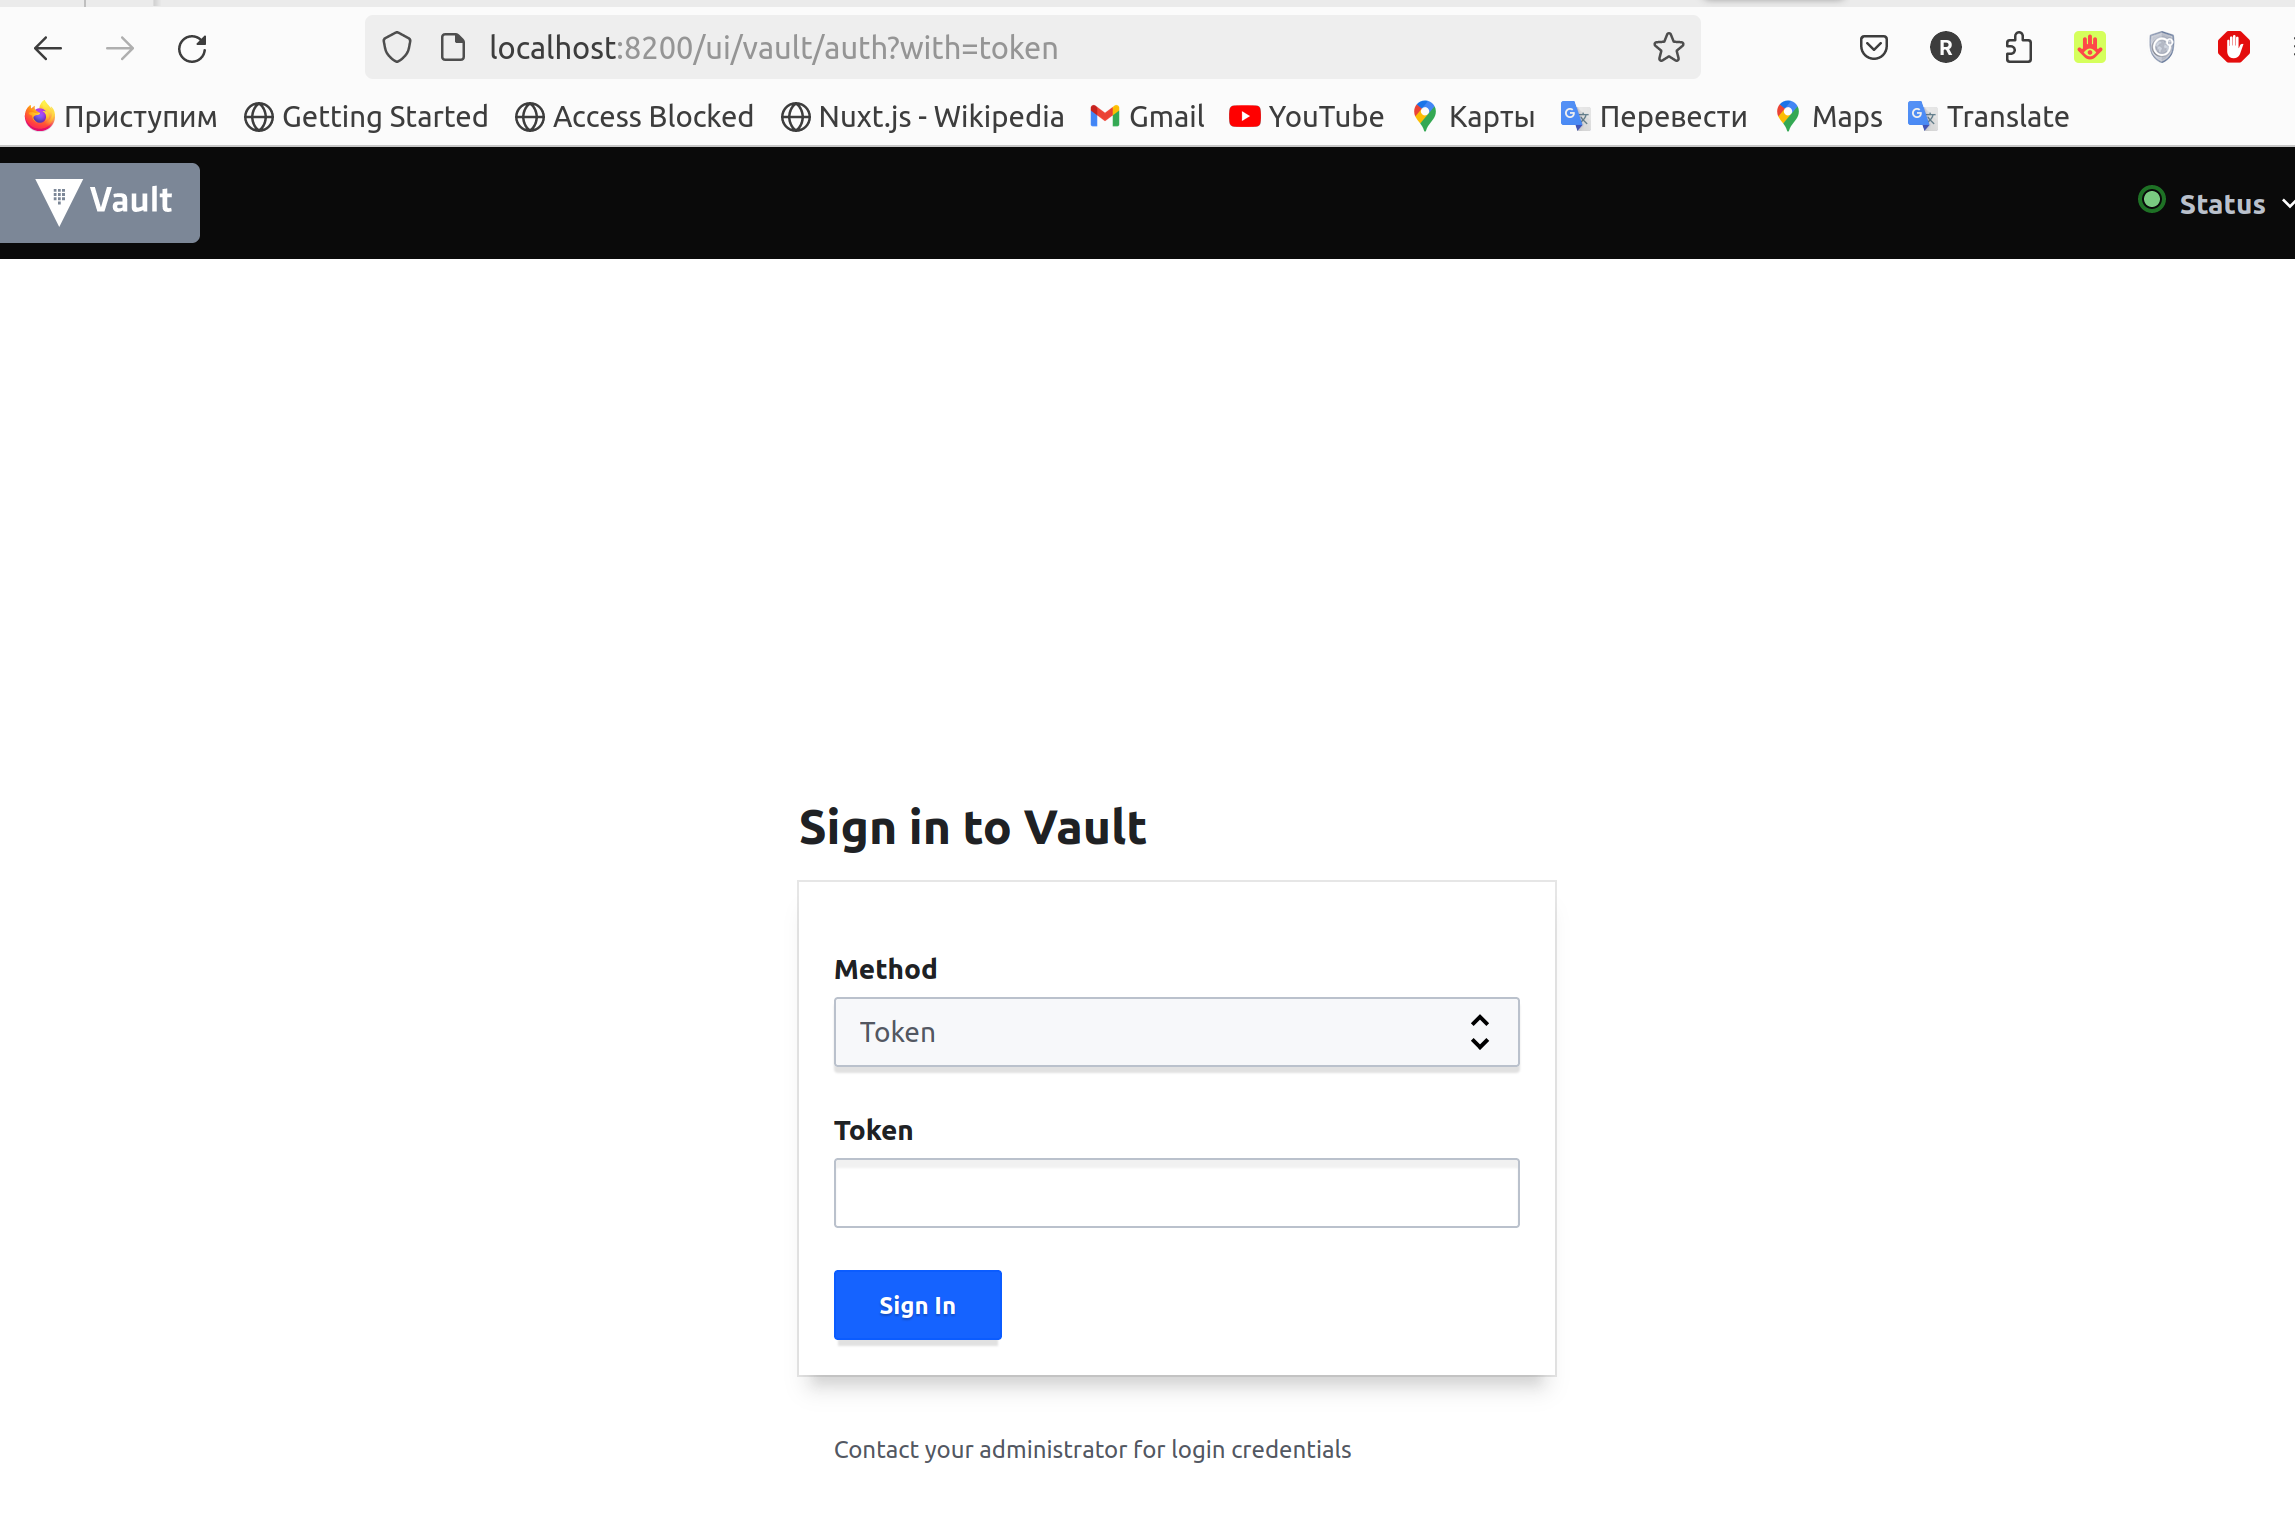 localhost:8200/ui/vault/auth?with=token
R
Приступим Getting Started Access Blocked Nuxt.js - Wikipedia Gmail YouTube Карты Перевести Maps Translate
Vault Status
Sign in to Vault
Method
Token
Token
Sign In
Contact your administrator for login credentials